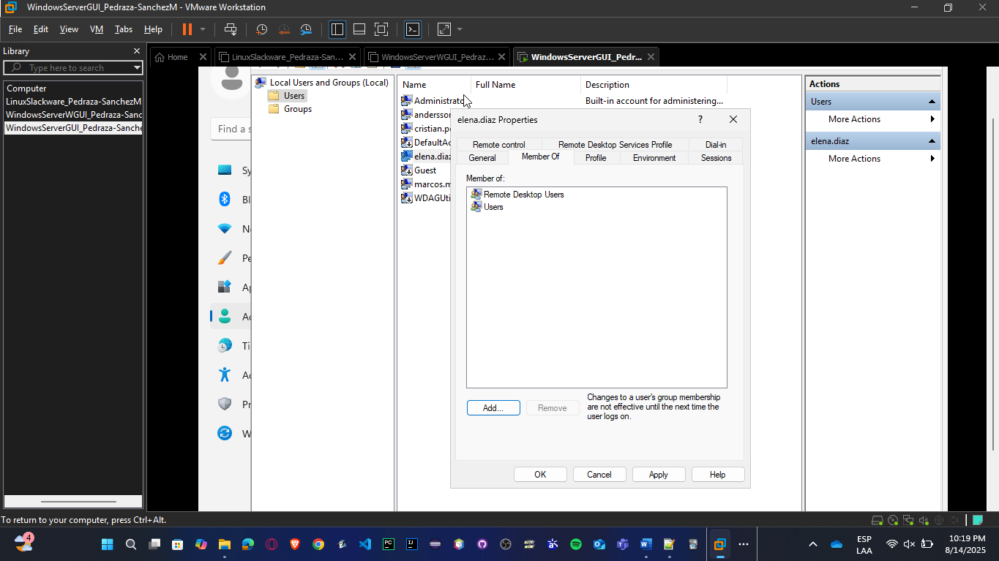 WindowsServerGUI_Pedraza-SanchezM - VMware Workstation
File Edit View VM Tabs Help
Library
Type here to search
Computer
LinuxSlackware_Pedraza-SanchezM
WindowsServerWGUI_Pedraza-Sanc
WindowsServerGUI_Pedraza-Sanche
Home
LinuxSlackware_Pedraza-San...
WindowsServerWGUI_Pedraz...
WindowsServerGUI_Pedr...
Find a s
Sy
Bl
Ne
Pe
Ap
Ac
Ti
Ac
Pr
W
Local Users and Groups (Local)
Users
Groups
Name Full Name Description
Administrato Built-in account for administering...
andersson
cristian.pe
DefaultAc
elena.diaz
Guest
marcos.m
WDAGUti
elena.diaz Properties ?
Remote control Remote Desktop Services Profile Dial-in
General Member Of Profile Environment Sessions
Member of:
Remote Desktop Users
Users
Add... Remove
Changes to a user's group membership
are not effective until the next time the
user logs on.
OK Cancel Apply Help
Actions
Users
More Actions
elena.diaz
More Actions
To return to your computer, press Ctrl+Alt.
4
ESP
LAA
10:19 PM
8/14/2025